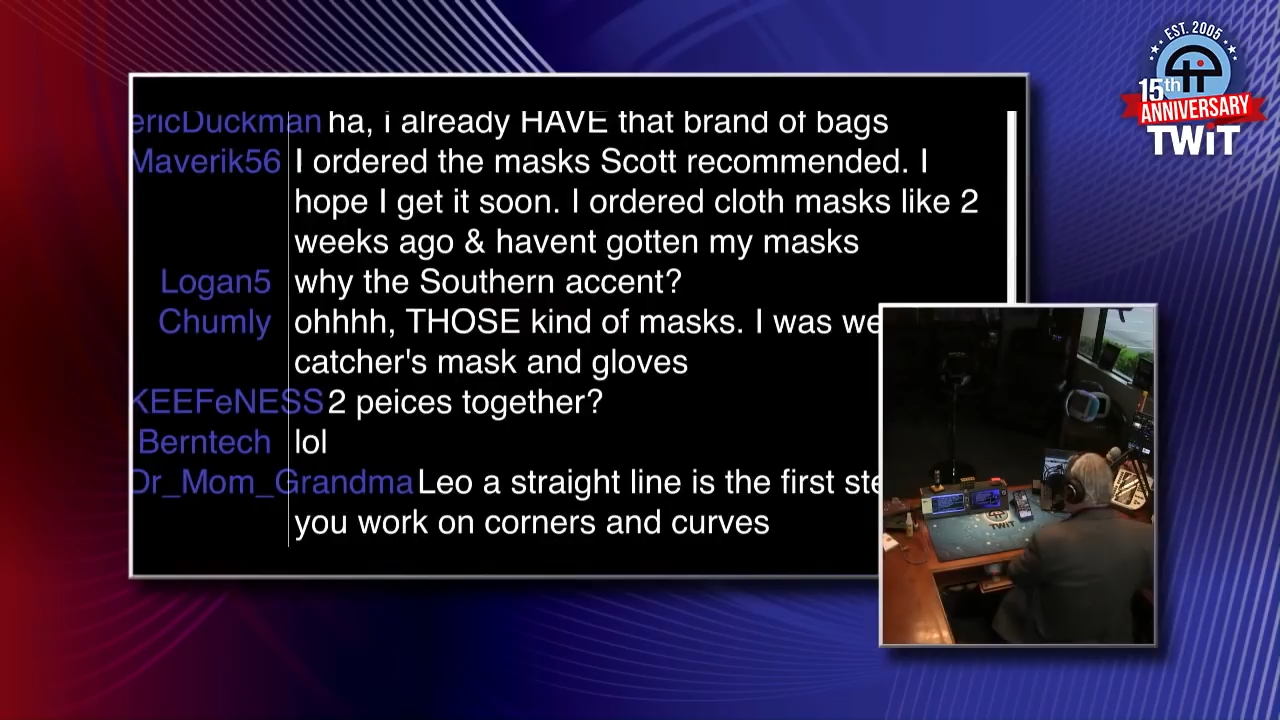 EST. 2005
15th
ANNIVERSARY
TWiT
ericDuckman ha, i already HAVE that brand of bags
Maverik56 I ordered the masks Scott recommended. I
hope I get it soon. I ordered cloth masks like 2
weeks ago & havent gotten my masks
Logan5 why the Southern accent?
Chumly ohhhh, THOSE kind of masks. I was
catcher's mask and gloves
KEEFeNESS 2 peices together?
Berntech lol
Dr_Mom_Grandma Leo a straight line is the first
you work on corners and curves
TWiT